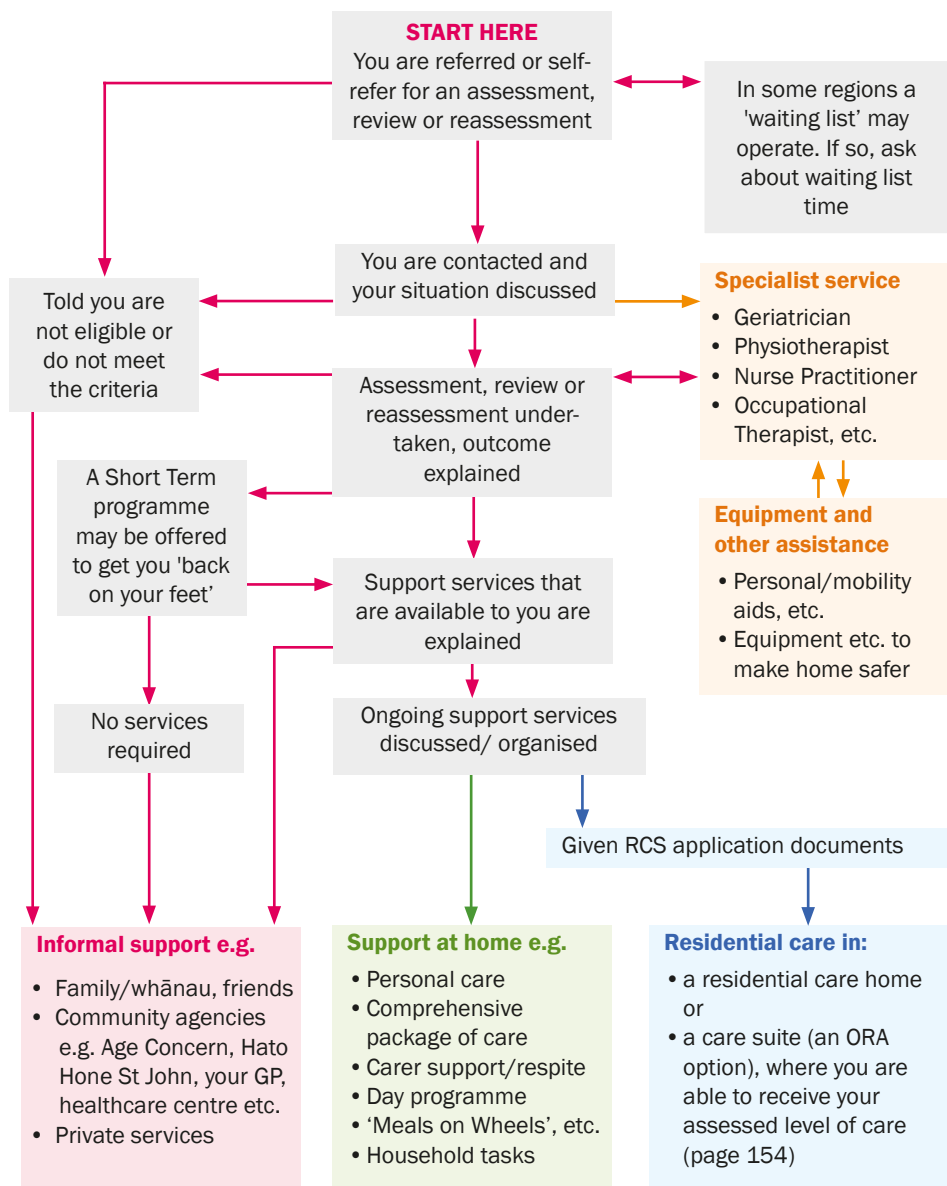 START HERE
You are referred or self-
refer for an assessment,
review or reassessment
In some regions a
'waiting list’ may
operate. If so, ask
about waiting list
time
You are contacted and
your situation discussed
Told you are
not eligible or
do not meet
the criteria
Specialist service
• Geriatrician
• Physiotherapist
• Nurse Practitioner
• Occupational
Therapist, etc.
Assessment, review or
reassessment under-
taken, outcome
explained
A Short Term
programme
may be offered
to get you 'back
on your feet’
Equipment and
other assistance
• Personal/mobility
aids, etc.
• Equipment etc. to
make home safer
Support services that
are available to you are
explained
No services
required
Ongoing support services
discussed/ organised
Given RCS application documents
Informal support e.g.
• Family/whānau, friends
• Community agencies
e.g. Age Concern, Hato
Hone St John, your GP,
healthcare centre etc.
• Private services
Support at home e.g.
• Personal care
• Comprehensive
package of care
• Carer support/respite
• Day programme
• ‘Meals on Wheels’, etc.
• Household tasks
Residential care in:
• a residential care home
or
• a care suite (an ORA
option), where you are
able to receive your
assessed level of care
(page 154)